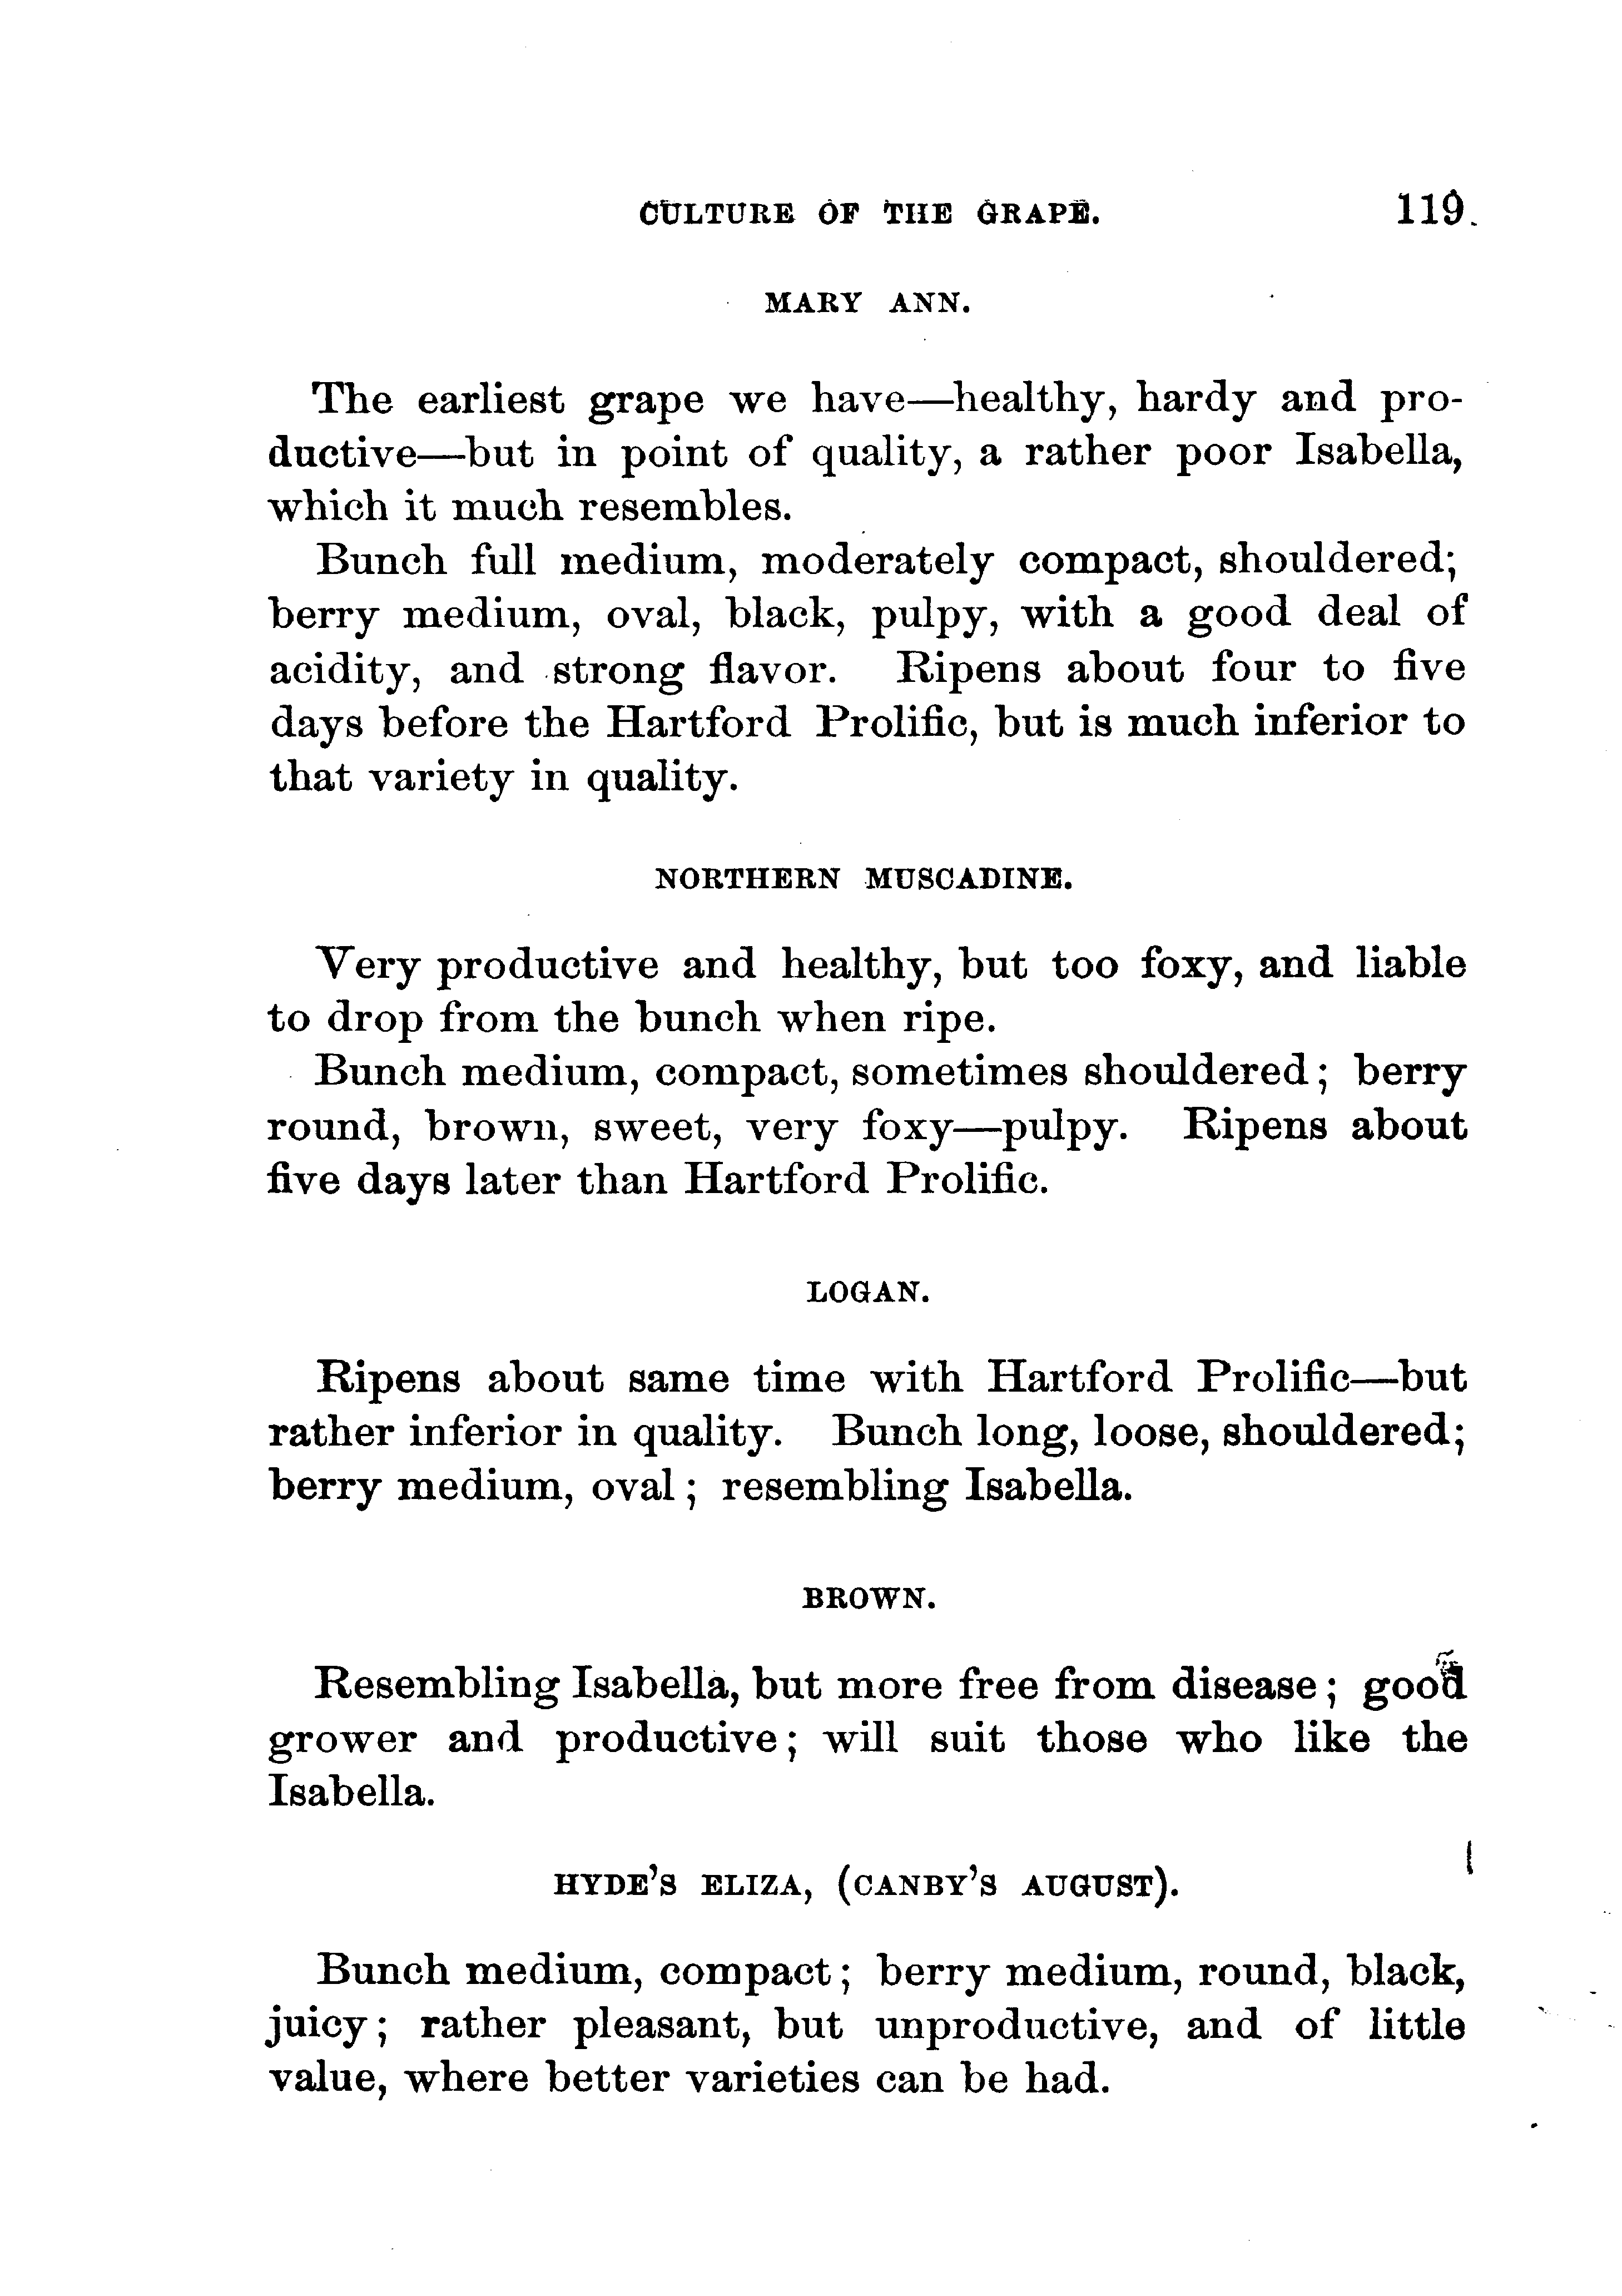 CULTURE OF THE GRAPE. 119
MARY ANN.
The earliest grape we have—healthy, hardy and pro-
ductive—but in point of quality, a rather poor Isabella,
which it much resembles.
Bunch full medium, moderately compact, shouldered;
berry medium, oval, black, pulpy, with a good deal of
acidity, and strong flavor. Ripens about four to five
days before the Hartford Prolific, but is much inferior to
that variety in quality.
NORTHERN MUSCADINE.
Very productive and healthy, but too foxy, and liable
to drop from the bunch when ripe.
Bunch medium, compact, sometimes shouldered; berry
round, brown, sweet, very foxy—pulpy. Ripens about
five days later than Hartford Prolific.
LOGAN.
Ripens about same time with Hartford Prolific—but
rather inferior in quality. Bunch long, loose, shouldered;
berry medium, oval; resembling Isabella.
BROWN.
Resembling Isabella, but more free from disease; good
grower and productive; will suit those who like the
Isabella.
HYDE'S ELIZA, (CANBY'S AUGUST).
Bunch medium, compact; berry medium, round, black,
juicy; rather pleasant, but unproductive, and of little
value, where better varieties can be had.